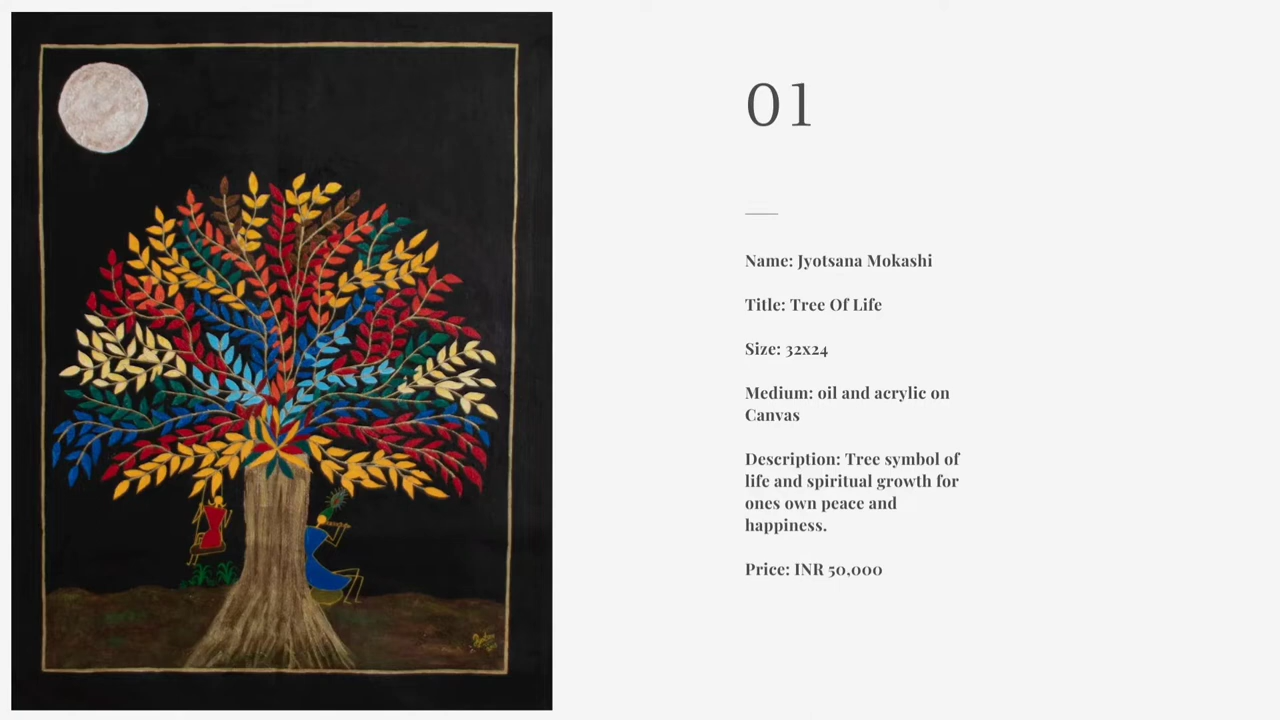 01
Name: Jyotsana Mokashi
Title: Tree Of Life
Size: 32x24
Medium: oil and acrylic on
Canvas
Description: Tree symbol of
life and spiritual growth for
ones own peace and
happiness.
Price: INR 50,000